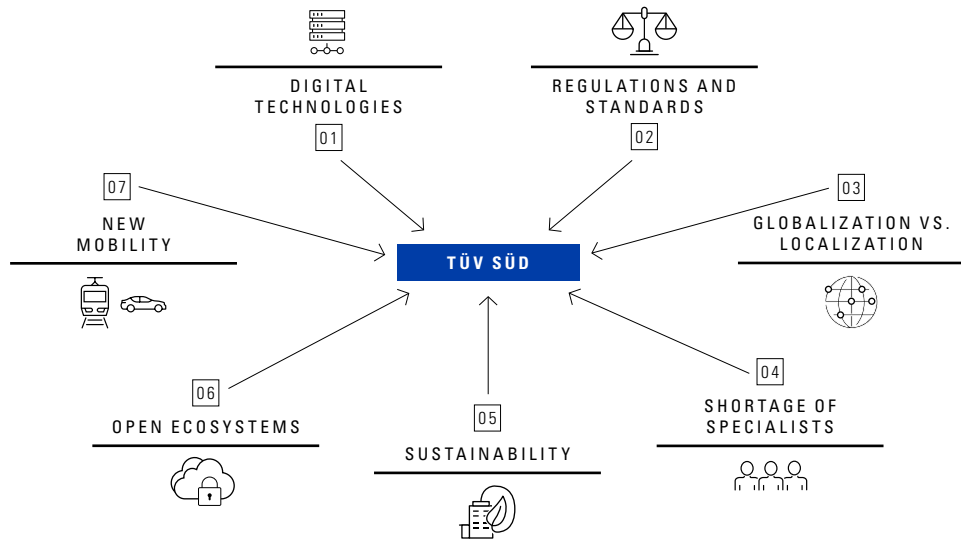 DIGITAL
TECHNOLOGIES
01
REGULATIONS AND
STANDARDS
02
03
GLOBALIZATION VS.
LOCALIZATION
04
SHORTAGE OF
SPECIALISTS
05
SUSTAINABILITY
06
OPEN ECOSYSTEMS
07
NEW
MOBILITY
TÜV SÜD